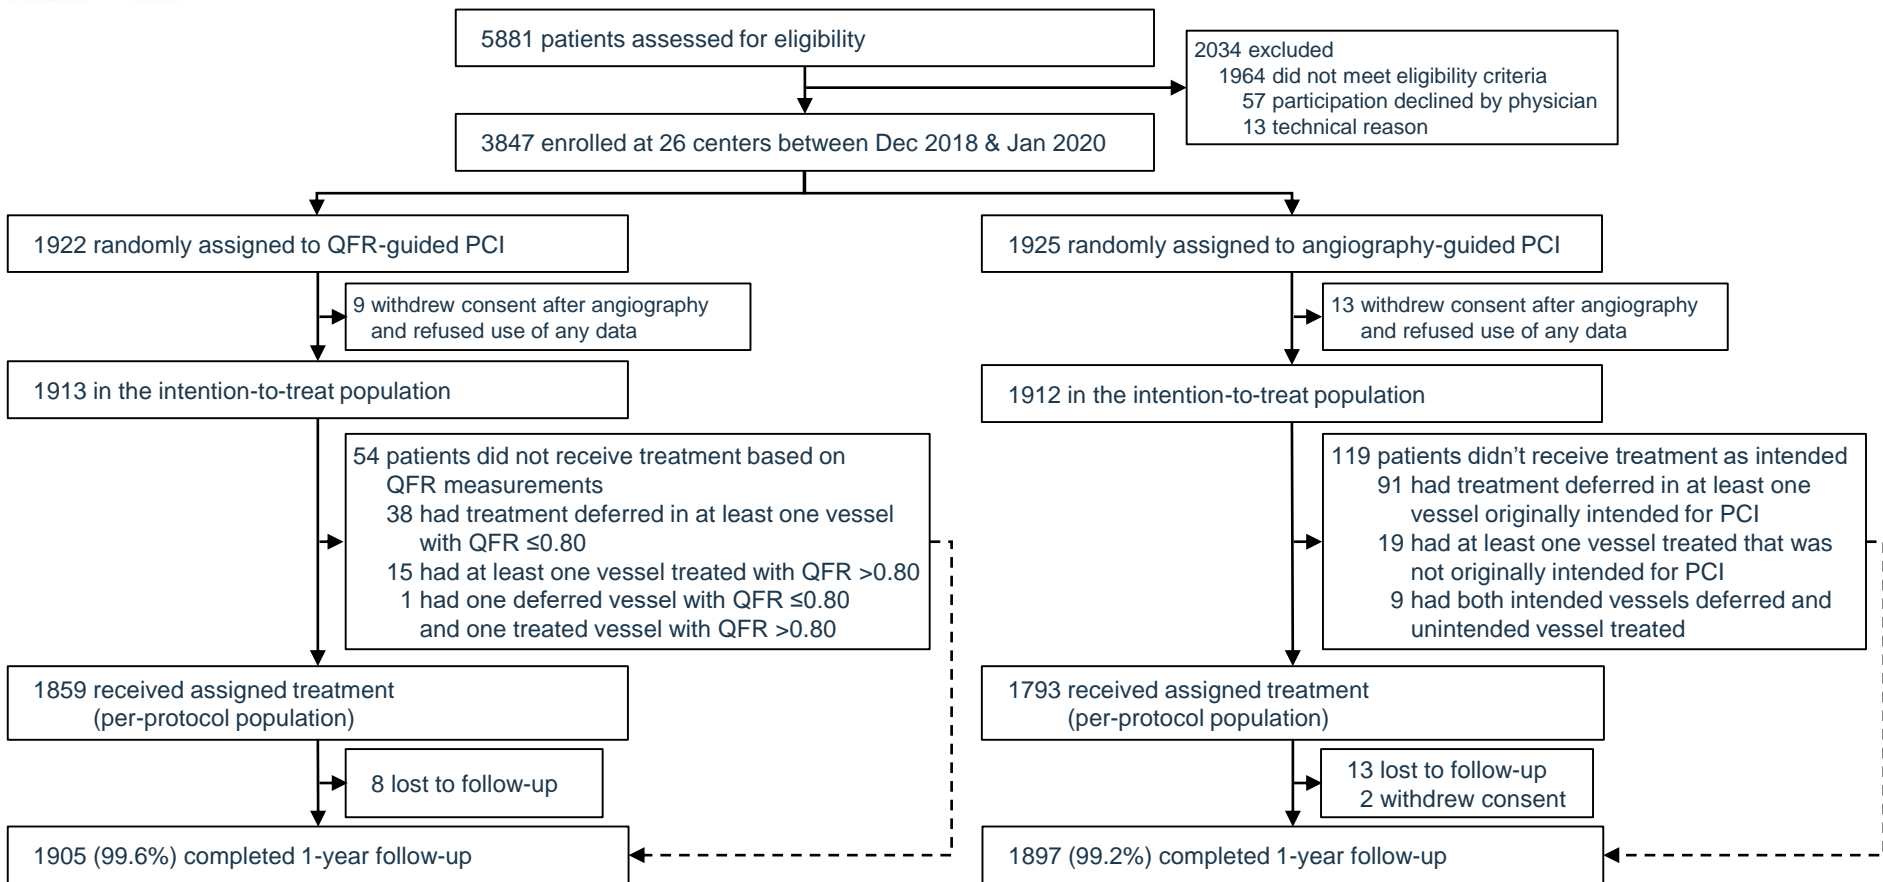 5881 patients assessed for eligibility
2034 excluded
1964 did not meet eligibility criteria
57 participation declined by physician
13 technical reason
3847 enrolled at 26 centers between Dec 2018 & Jan 2020
1922 randomly assigned to QFR-guided PCI
9 withdrew consent after angiography
and refused use of any data
1913 in the intention-to-treat population
54 patients did not receive treatment based on
QFR measurements
38 had treatment deferred in at least one vessel
with QFR ≤0.80
15 had at least one vessel treated with QFR >0.80
1 had one deferred vessel with QFR ≤0.80
and one treated vessel with QFR >0.80
1859 received assigned treatment
(per-protocol population)
8 lost to follow-up
1905 (99.6%) completed 1-year follow-up
1925 randomly assigned to angiography-guided PCI
13 withdrew consent after angiography
and refused use of any data
1912 in the intention-to-treat population
119 patients didn't receive treatment as intended
91 had treatment deferred in at least one
vessel originally intended for PCI
19 had at least one vessel treated that was
not originally intended for PCI
9 had both intended vessels deferred and
unintended vessel treated
1793 received assigned treatment
(per-protocol population)
13 lost to follow-up
2 withdrew consent
1897 (99.2%) completed 1-year follow-up